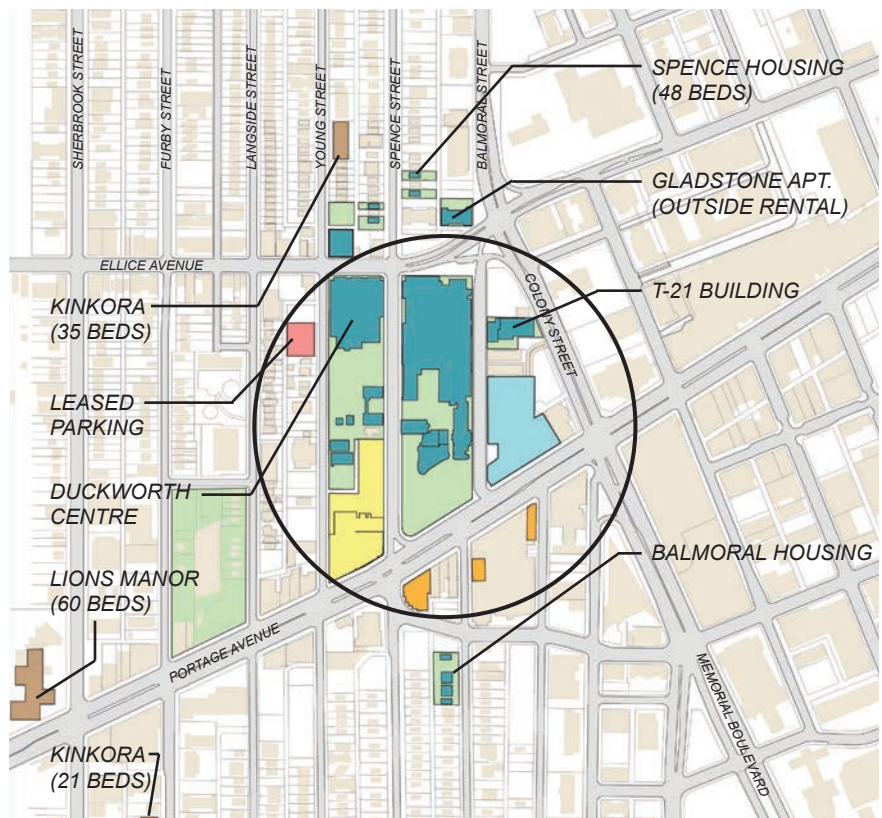 SHERBROOK STREET
FURBY STREET
LANGSIDE STREET
YOUNG STREET
SPENCE STREET
BALMORAL STREET
SPENCE HOUSING
(48 BEDS)
GLADSTONE APT.
(OUTSIDE RENTAL)
ELLICE AVENUE
COLONY STREET
T-21 BUILDING
KINKORA
(35 BEDS)
LEASED
PARKING
DUCKWORTH
CENTRE
BALMORAL HOUSING
LIONS MANOR
(60 BEDS)
PORTAGE AVENUE
MEMORIAL BOULEVARD
KINKORA
(21 BEDS)